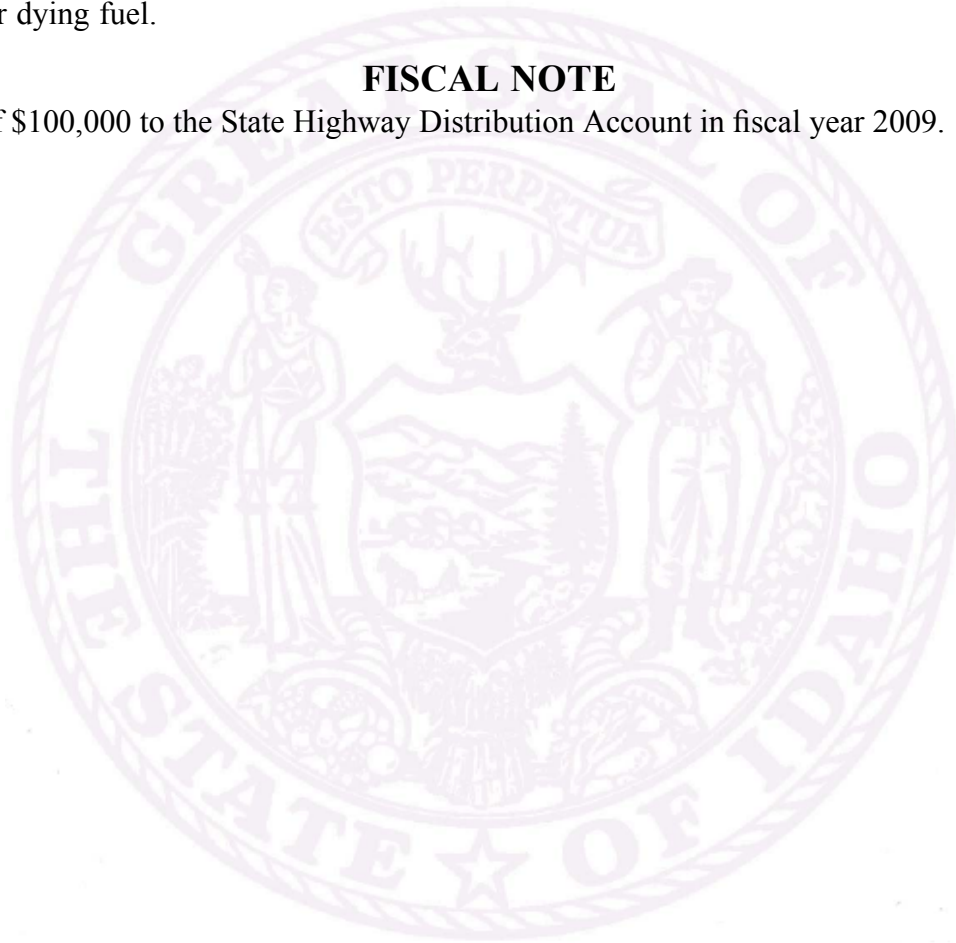 r dying fuel.
FISCAL NOTE
f $100,000 to the State Highway Distribution Account in fiscal year 2009.
GREAT SEAL OF
ESTO PERPETUA
THE STATE OF IDAHO